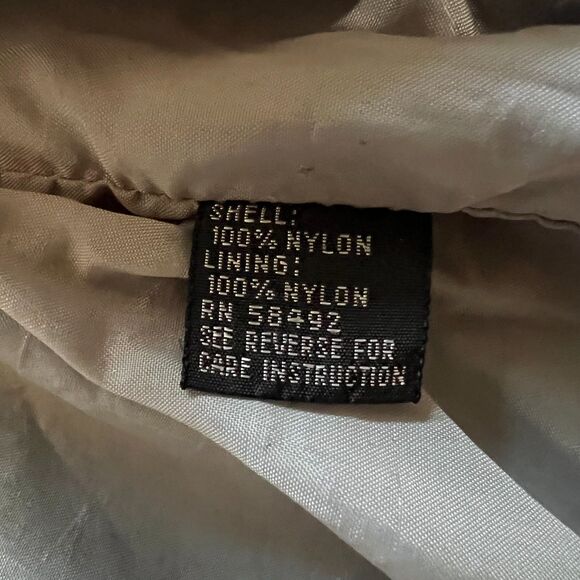 SHELL:
100% NYLON
LINING:
100% NYLON
RN 58492
SEE REVERSE FOR
CARE INSTRUCTION